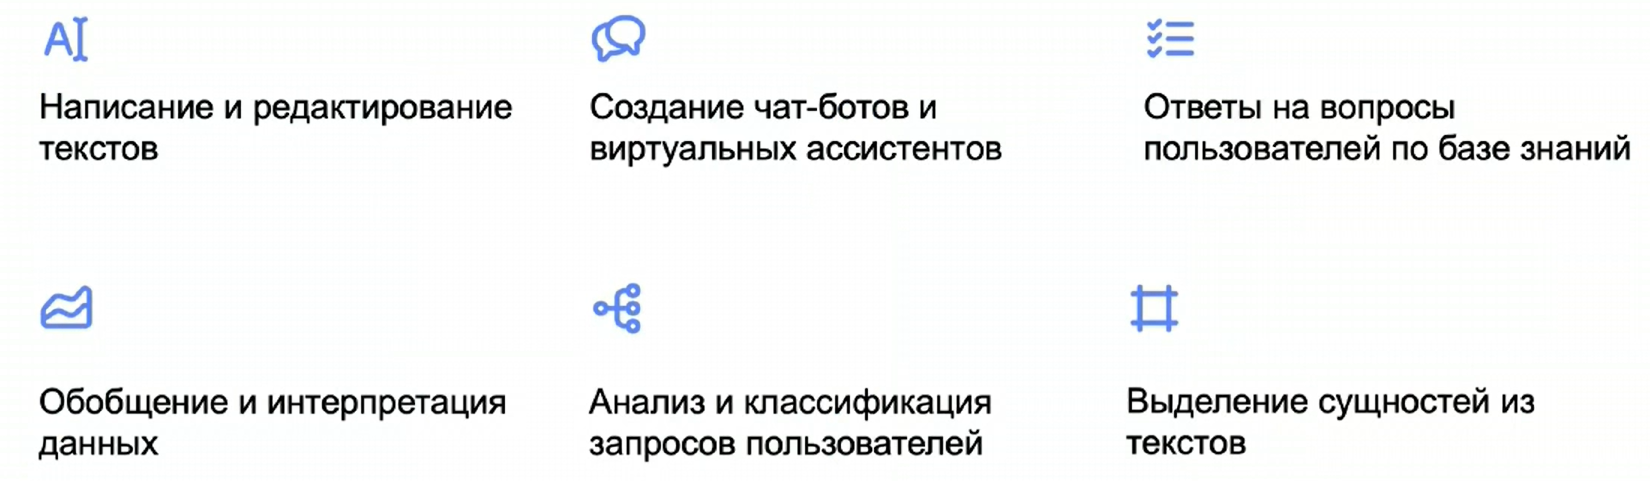 Написание и редактирование
текстов
Создание чат-ботов и
виртуальных ассистентов
Ответы на вопросы
пользователей по базе знаний
Обобщение и интерпретация
данных
Анализ и классификация
запросов пользователей
Выделение сущностей из
текстов